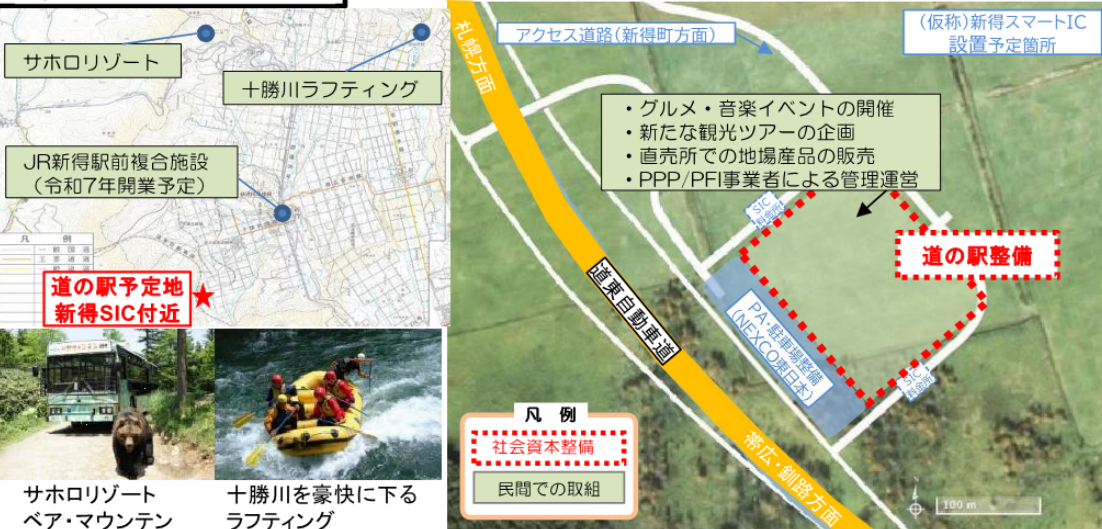 サホロリゾート
十勝川ラフティング
JR新得駅前複合施設
（令和7年開業予定）
凡　例
道の駅予定地
新得SIC付近
サホロリゾート
ベア・マウンテン
十勝川を豪快に下る
ラフティング
札幌方面
アクセス道路(新得町方面)
（仮称）新得スマートIC
設置予定箇所
・グルメ・音楽イベントの開催
・新たな観光ツアーの企画
・直売所での地場産品の販売
・PPP/PFI事業者による管理運営
SIC
料金所
道の駅整備
道東自動車道
PA・駐車場整備
(NEXCO東日本)
SIC
料金所
凡 例
社会資本整備
民間での取組
帯広・釧路方面
100 m